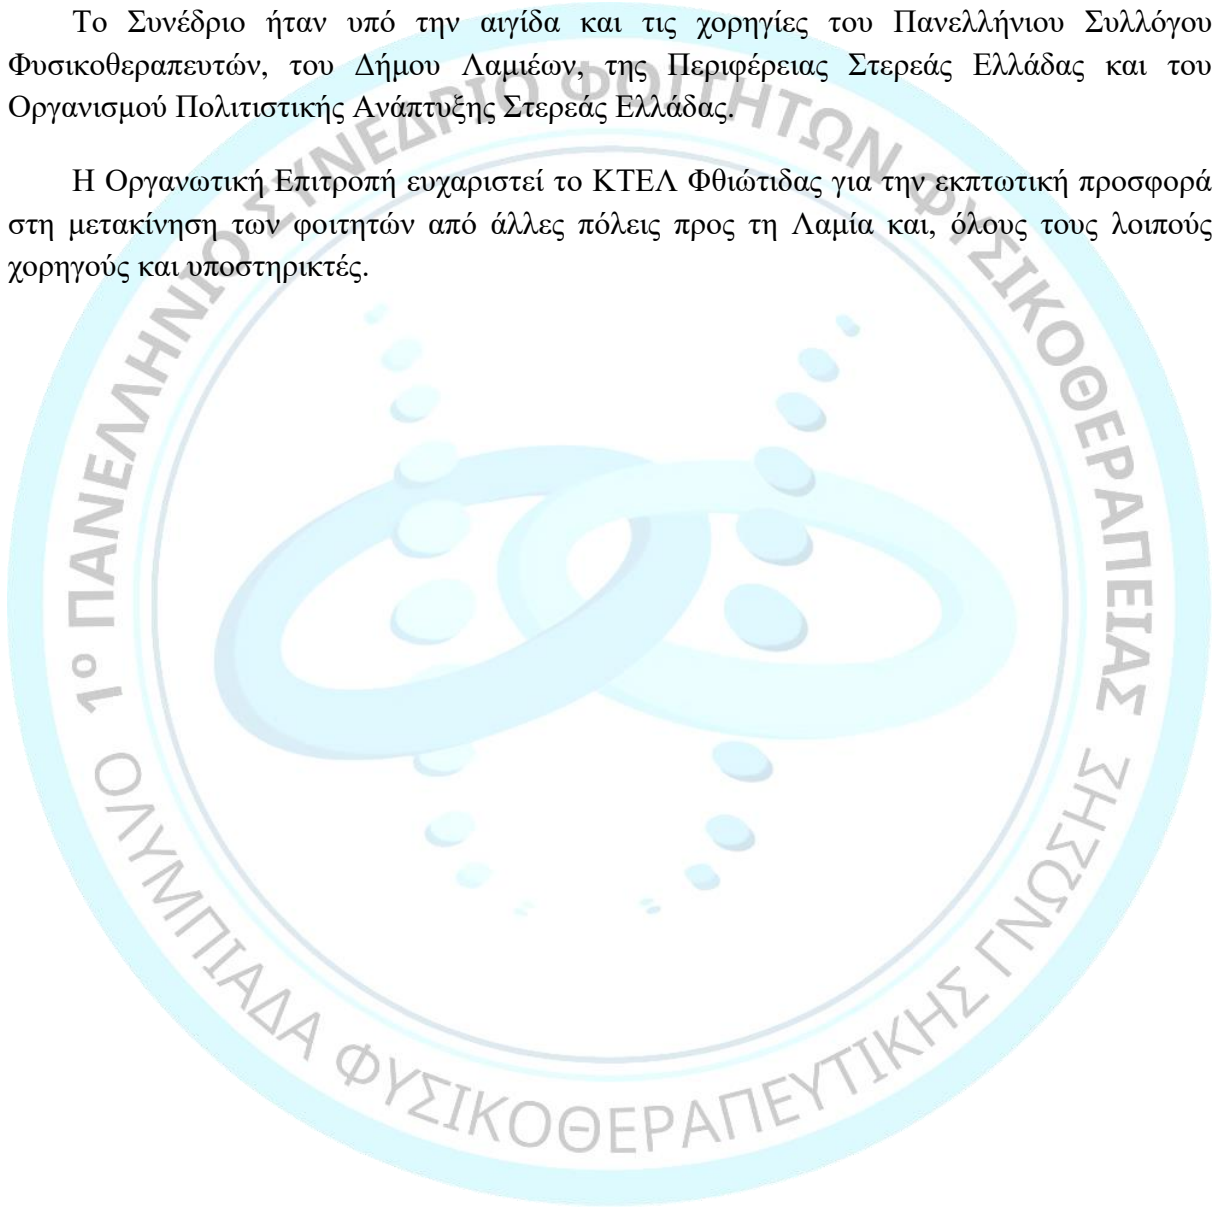 Το Συνέδριο ήταν υπό την αιγίδα και τις χορηγίες του Πανελλήνιου Συλλόγου
Φυσικοθεραπευτών, του Δήμου Λαμιέων, της Περιφέρειας Στερεάς Ελλάδας και του
Οργανισμού Πολιτιστικής Ανάπτυξης Στερεάς Ελλάδας.
Η Οργανωτική Επιτροπή ευχαριστεί το ΚΤΕΛ Φθιώτιδας για την εκπτωτική προσφορά
στη μετακίνηση των φοιτητών από άλλες πόλεις προς τη Λαμία και, όλους τους λοιπούς
χορηγούς και υποστηρικτές.
1ο ΠΑΝΕΛΛΗΝΙΟ ΣΥΝΕΔΡΙΟ ΦΟΙΤΗΤΩΝ ΦΥΣΙΚΟΘΕΡΑΠΕΙΑΣ
ΟΛΥΜΠΙΑΔΑ ΦΥΣΙΚΟΘΕΡΑΠΕΥΤΙΚΗΣ ΓΝΩΣΗΣ